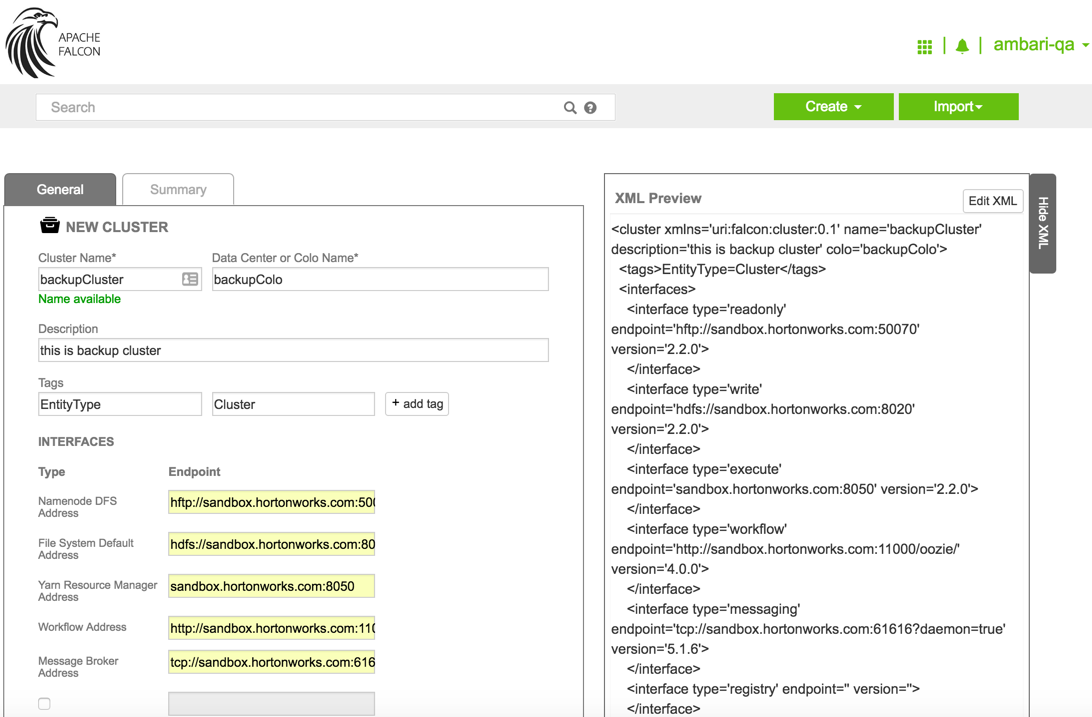 APACHE
FALCON
ambari-qa
Search
Create
Import
General
Summary
NEW CLUSTER
Cluster Name*
Data Center or Colo Name*
backupCluster
backupColo
Name available
Description
this is backup cluster
Tags
EntityType
Cluster
+ add tag
INTERFACES
Type
Endpoint
Namenode DFS
Address
hftp://sandbox.hortonworks.com:500
File System Default
Address
hdfs://sandbox.hortonworks.com:80
Yarn Resource Manager
Address
sandbox.hortonworks.com:8050
Workflow Address
http://sandbox.hortonworks.com:110
Message Broker
Address
tcp://sandbox.hortonworks.com:616
XML Preview
Edit XML
Hide XML
<cluster xmlns='uri:falcon:cluster:0.1' name='backupCluster'
description='this is backup cluster' colo='backupColo'>
<tags>EntityType=Cluster</tags>
<interfaces>
<interface type='readonly'
endpoint='hftp://sandbox.hortonworks.com:50070'
version='2.2.0'>
</interface>
<interface type='write'
endpoint='hdfs://sandbox.hortonworks.com:8020'
version='2.2.0'>
</interface>
<interface type='execute'
endpoint='sandbox.hortonworks.com:8050' version='2.2.0'>
</interface>
<interface type='workflow'
endpoint='http://sandbox.hortonworks.com:11000/oozie/'
version='4.0.0'>
</interface>
<interface type='messaging'
endpoint='tcp://sandbox.hortonworks.com:61616?daemon=true'
version='5.1.6'>
</interface>
<interface type='registry' endpoint='' version=''>
</interface>